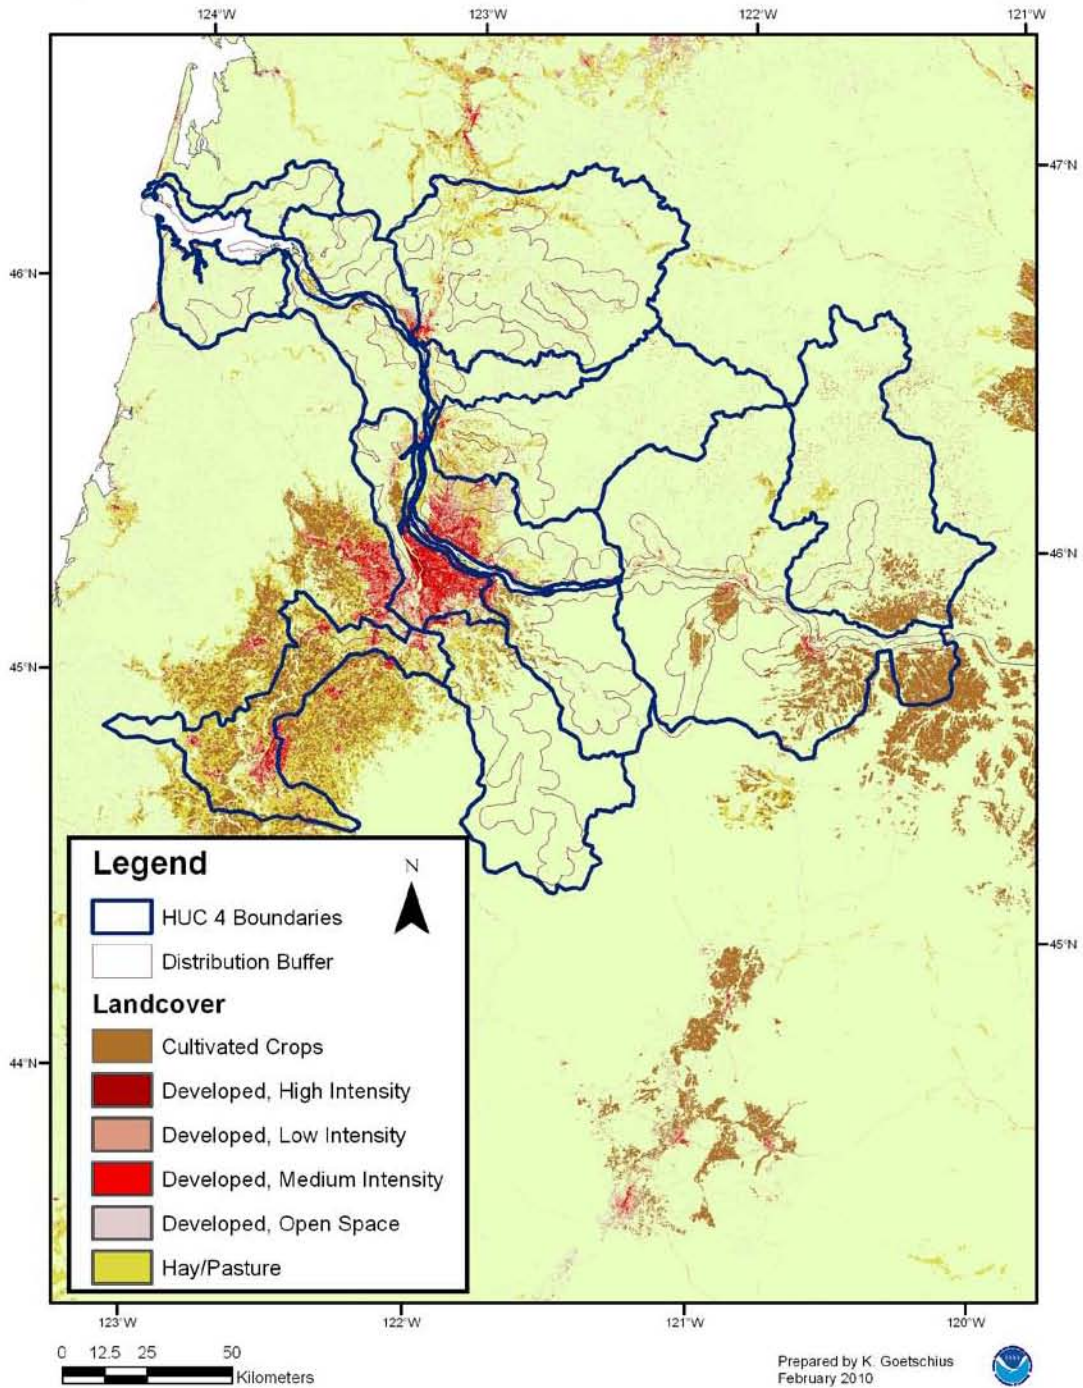 124°W
123°W
122°W
121°W
47°N
46°N
46°N
45°N
45°N
44°N
Legend
N
HUC 4 Boundaries
Distribution Buffer
Landcover
Cultivated Crops
Developed, High Intensity
Developed, Low Intensity
Developed, Medium Intensity
Developed, Open Space
Hay/Pasture
123°W
122°W
121°W
120°W
0 12.5 25 50
Kilometers
Prepared by K. Goetschius
February 2010